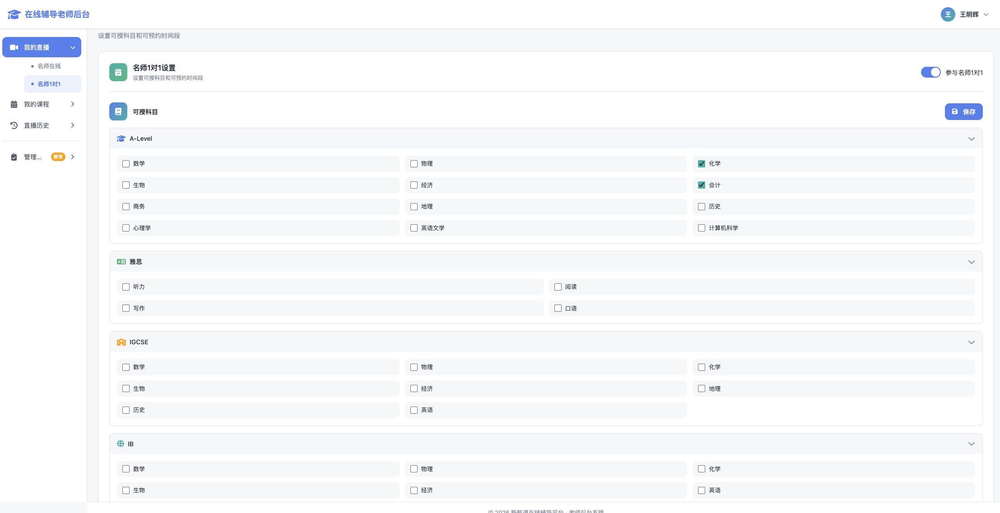 在线辅导老师后台
王
王明辉
我的直播
名师在线
名师1对1
我的课程
直播历史
管理...
管理
设置可授科目和可预约时间段
名师1对1设置
设置可授科目和可预约时间段
参与名师1对1
可授科目
保存
A-Level
数学
物理
化学
生物
经济
会计
商务
地理
历史
心理学
英语文学
计算机科学
雅思
听力
阅读
写作
口语
IGCSE
数学
物理
化学
生物
经济
地理
历史
英语
IB
数学
物理
化学
生物
经济
英语
© 2026 新航道在线辅导平台 · 老师后台系统